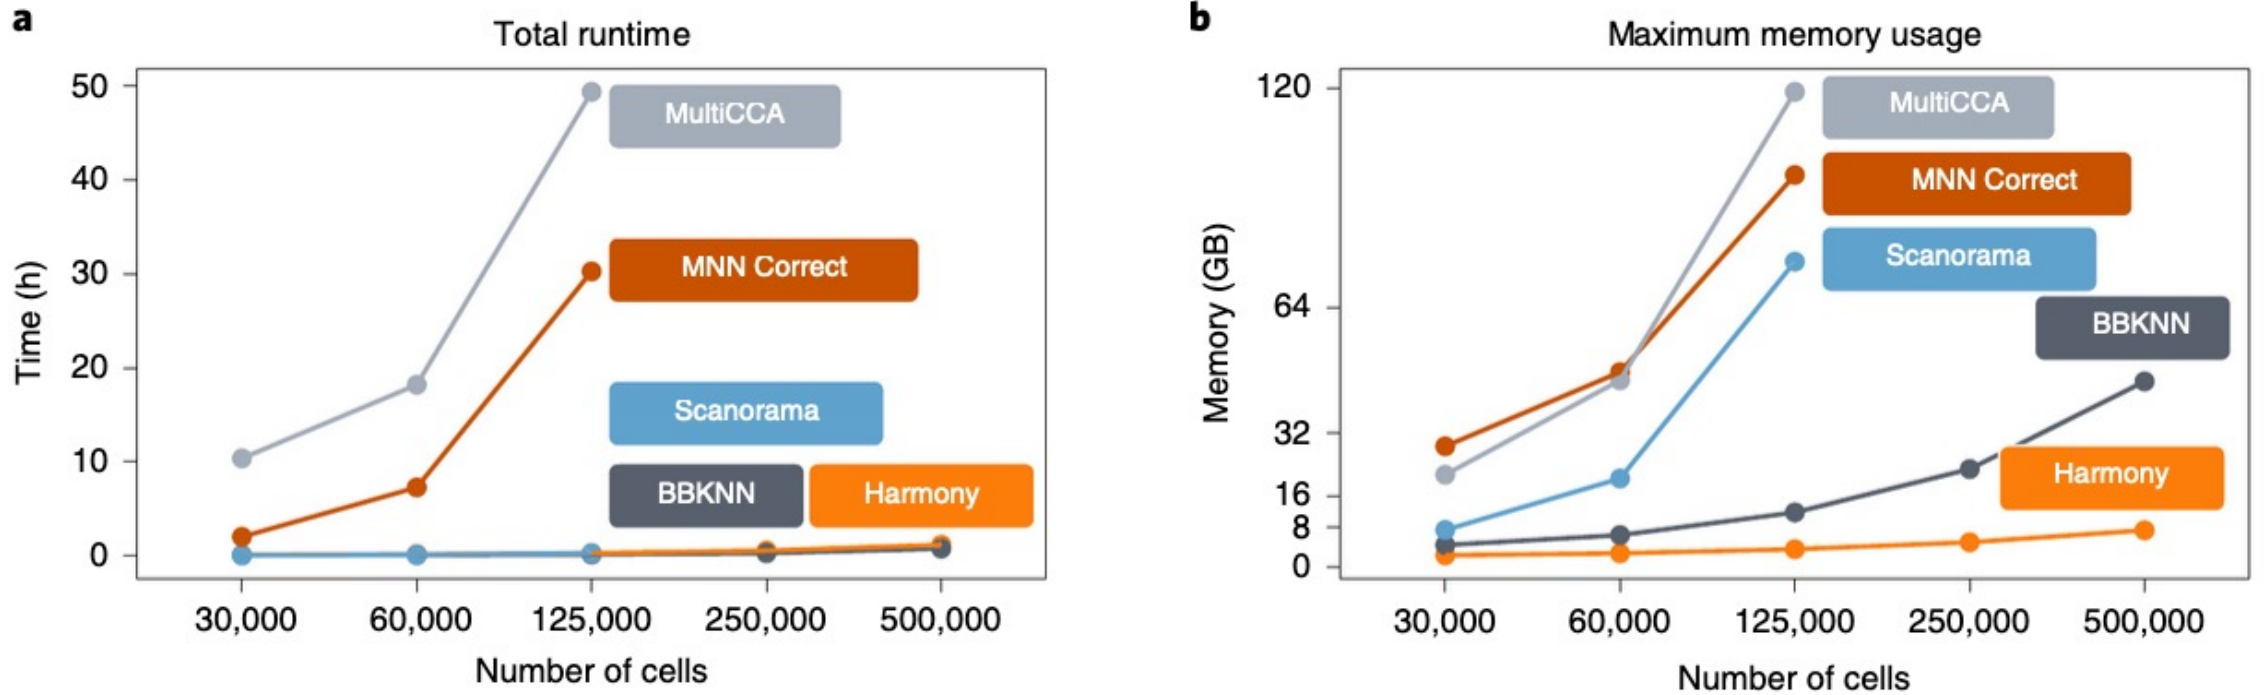 a
Total runtime
50
40
30
20
10
0
Time (h)
MultiCCA
MNN Correct
Scanorama
BBKNN
Harmony
30,000 60,000 125,000 250,000 500,000
Number of cells
b
Maximum memory usage
120
64
32
16
8
0
Memory (GB)
MultiCCA
MNN Correct
Scanorama
BBKNN
Harmony
30,000 60,000 125,000 250,000 500,000
Number of cells